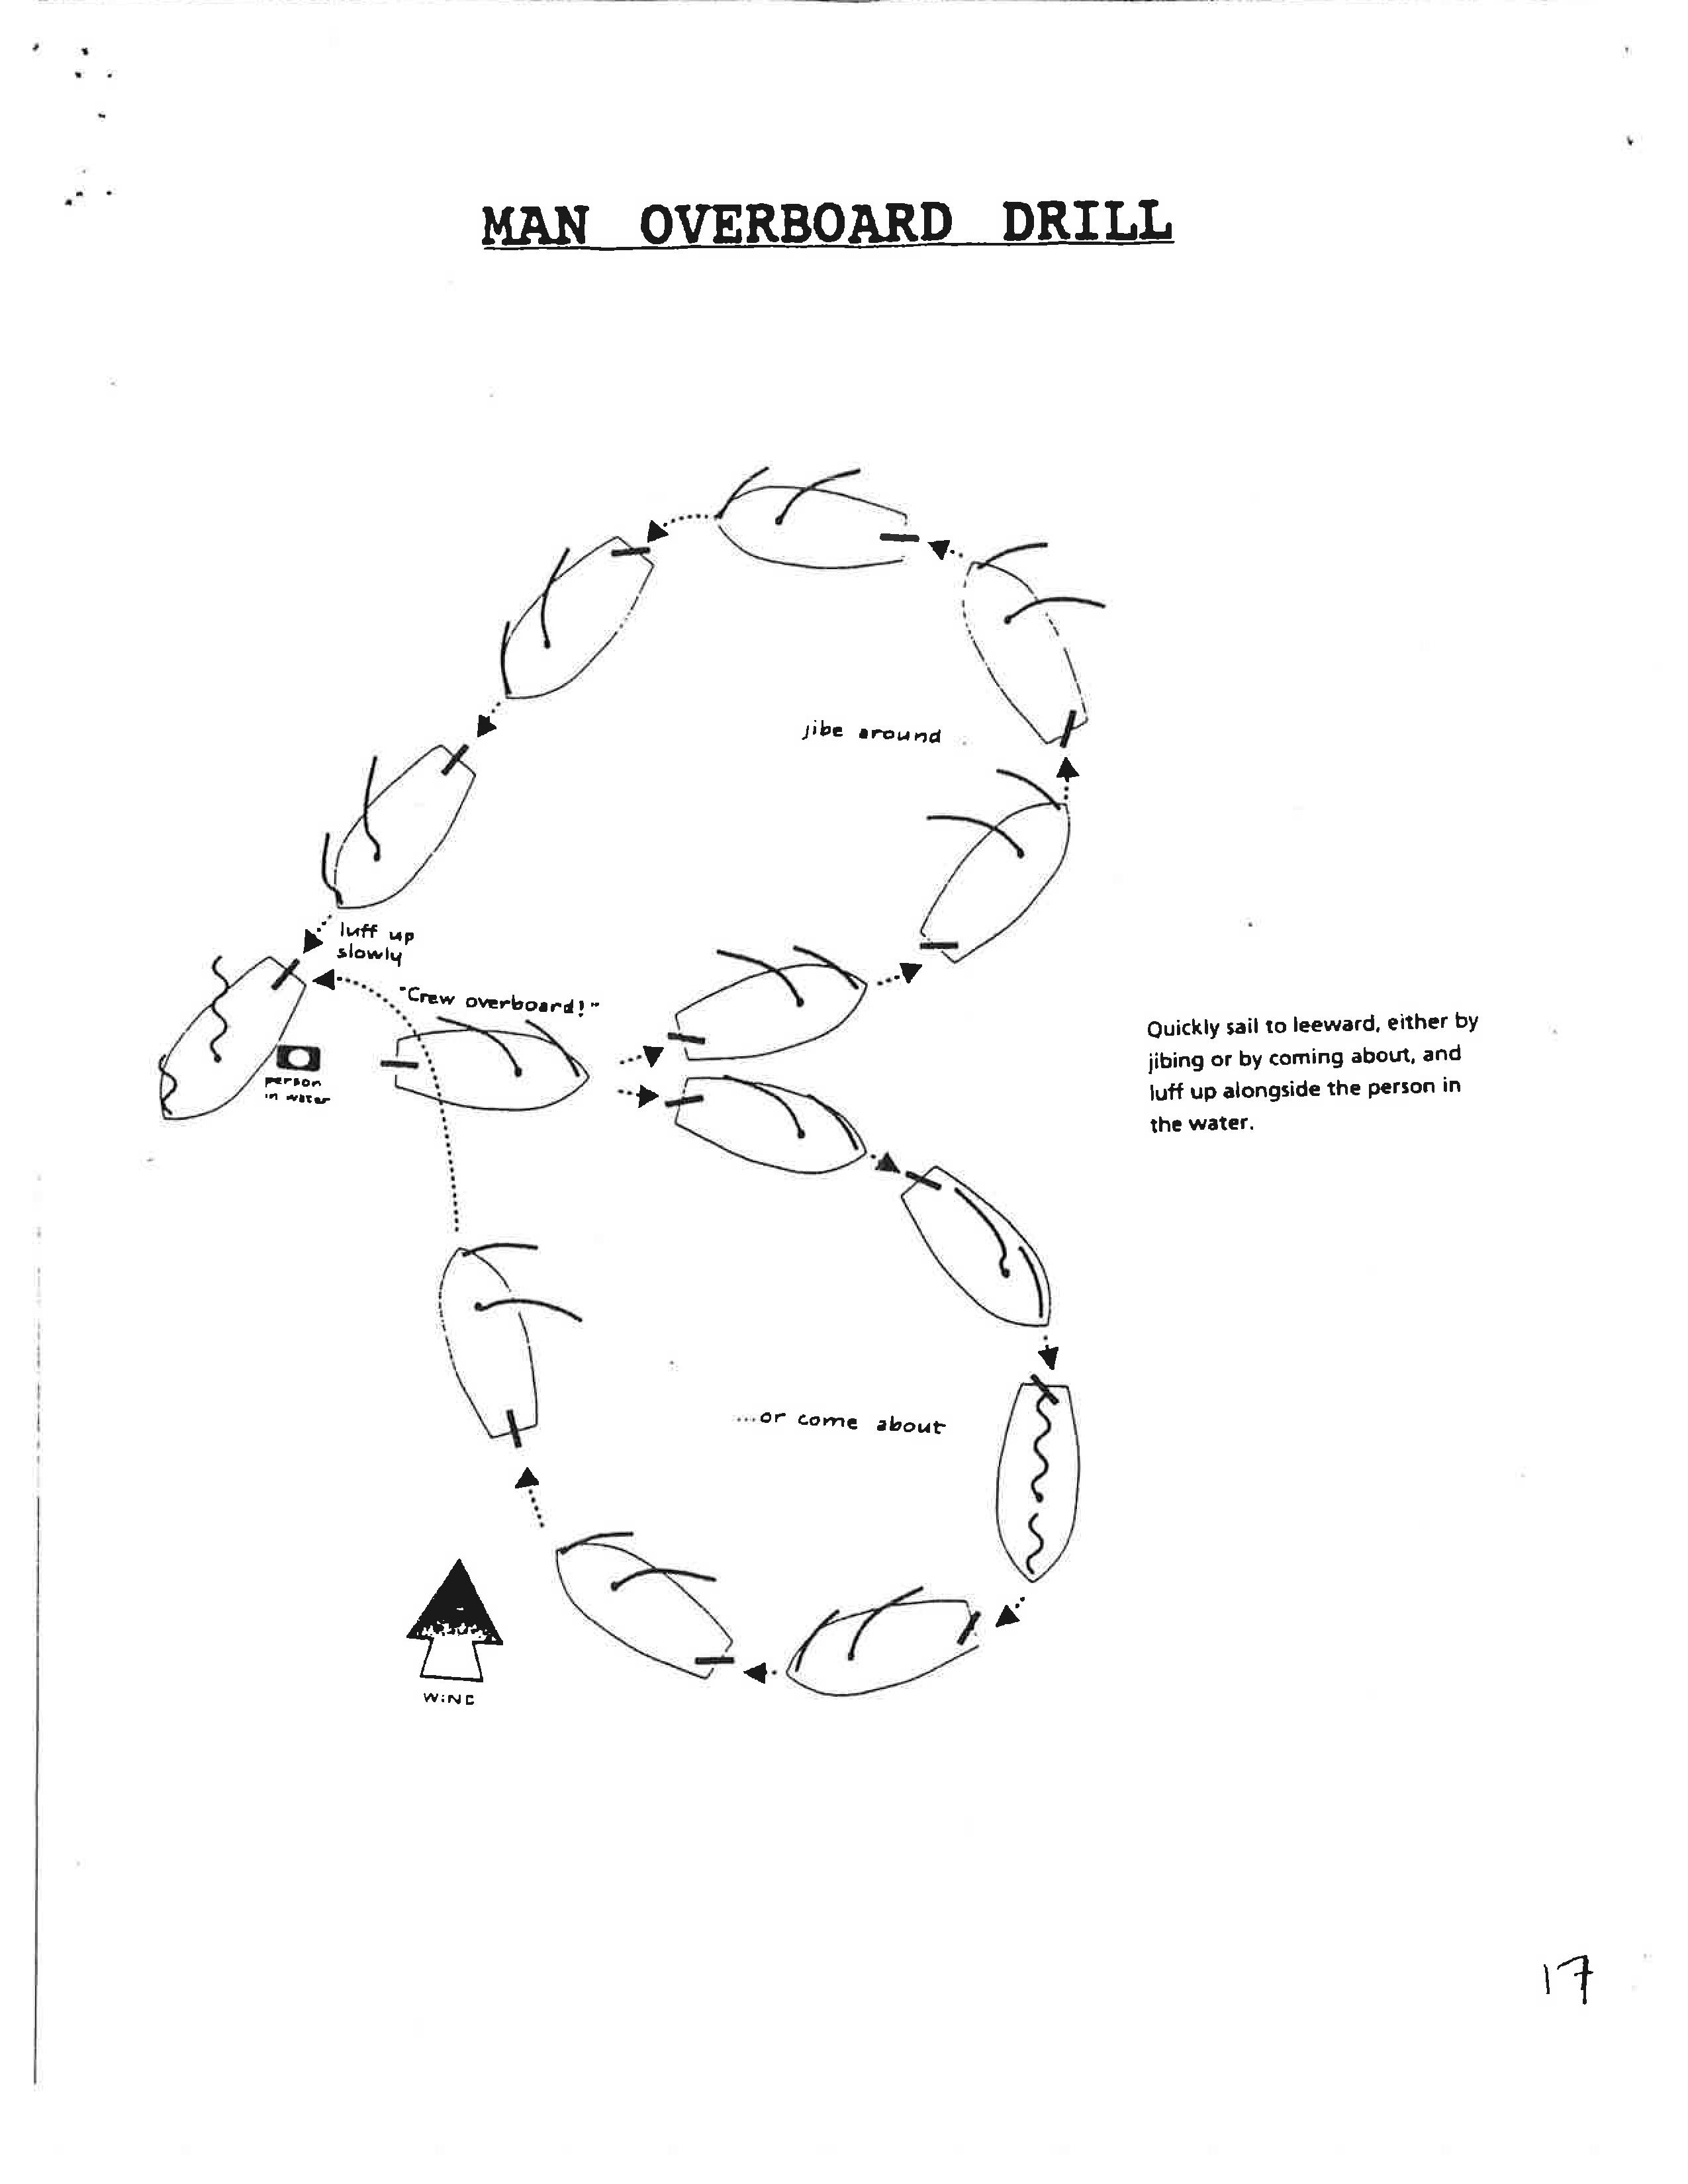 MAN OVERBOARD DRILL
jibe around
luff up
slowly
"Crew overboard!"
person
in water
Quickly sail to leeward, either by
jibing or by coming about, and
luff up alongside the person in
the water.
...or come about
WIND
17